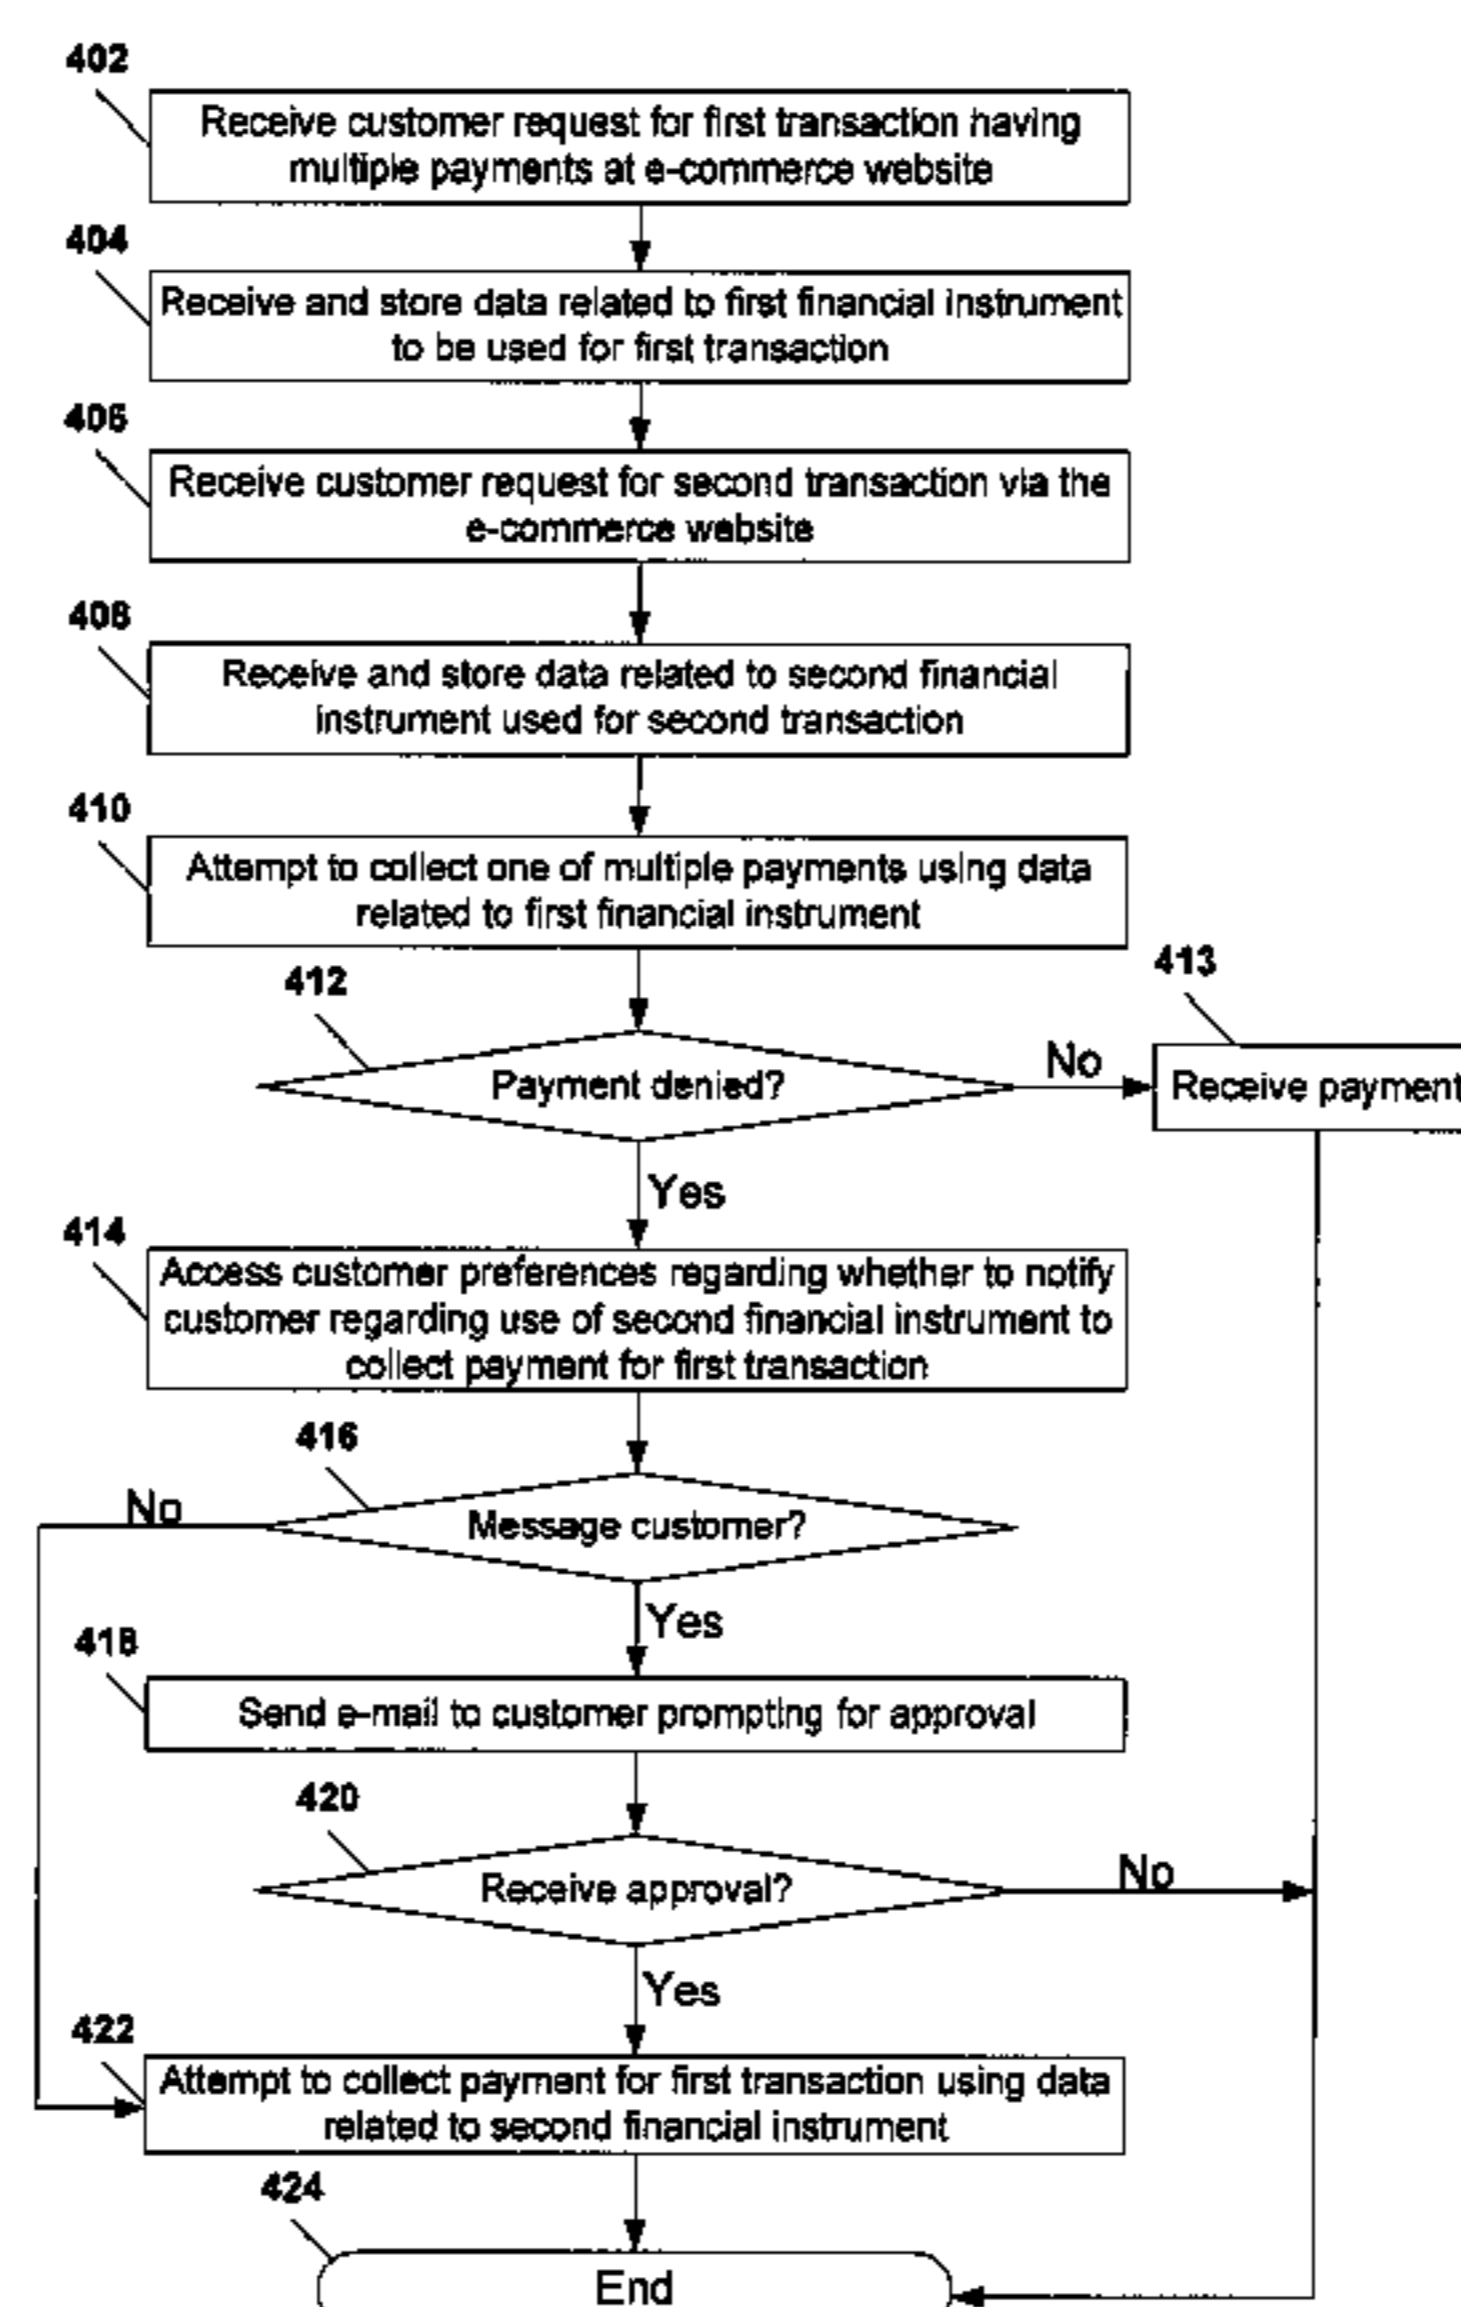 402
Receive customer request for first transaction having
multiple payments at e-commerce website
404
Receive and store data related to first financial instrument
to be used for first transaction
406
Receive customer request for second transaction via the
e-commerce website
408
Receive and store data related to second financial
instrument used for second transaction
410
Attempt to collect one of multiple payments using data
related to first financial instrument
412
413
Payment denied?
No
Receive payment
Yes
414
Access customer preferences regarding whether to notify
customer regarding use of second financial instrument to
collect payment for first transaction
416
No
Message customer?
Yes
418
Send e-mail to customer prompting for approval
420
Receive approval?
No
Yes
422
Attempt to collect payment for first transaction using data
related to second financial instrument
424
End